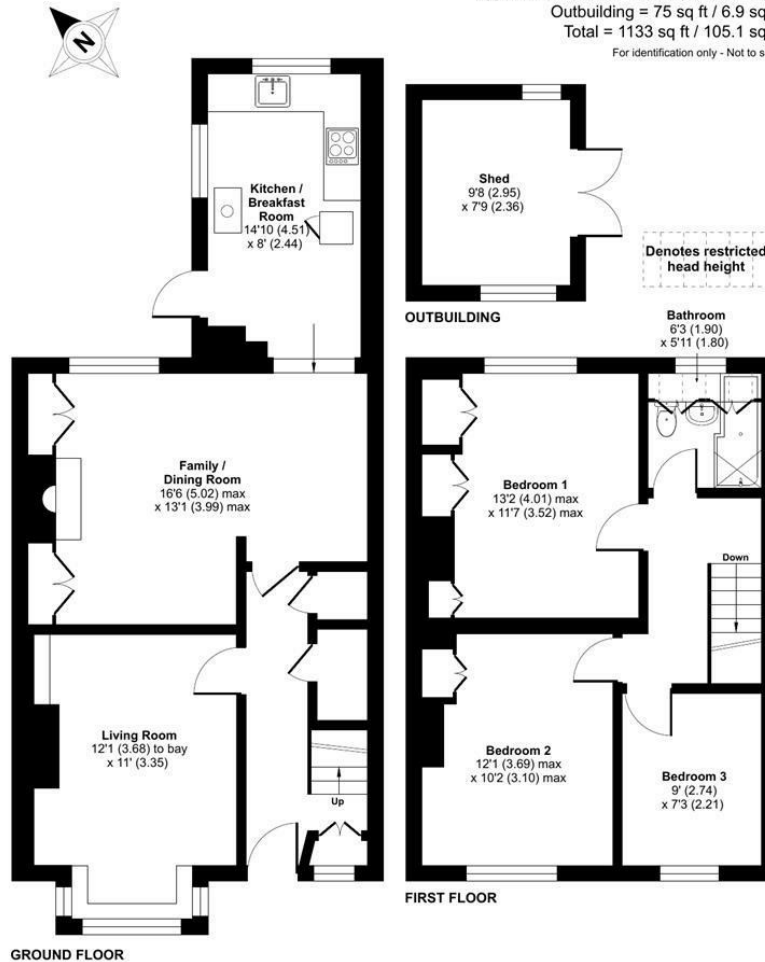 Outbuilding = 75 sq ft / 6.9 sq
Total = 1133 sq ft / 105.1 sq
For identification only - Not to s
N
Kitchen /
Breakfast
Room
14'10 (4.51)
x 8' (2.44)
Shed
9'8 (2.95)
x 7'9 (2.36)
Denotes restricted
head height
OUTBUILDING
Bathroom
6'3 (1.90)
x 5'11 (1.80)
Family /
Dining Room
16'6 (5.02) max
x 13'1 (3.99) max
Bedroom 1
13'2 (4.01) max
x 11'7 (3.52) max
Down
Living Room
12'1 (3.68) to bay
x 11' (3.35)
Up
Bedroom 2
12'1 (3.69) max
x 10'2 (3.10) max
Bedroom 3
9' (2.74)
x 7'3 (2.21)
FIRST FLOOR
GROUND FLOOR